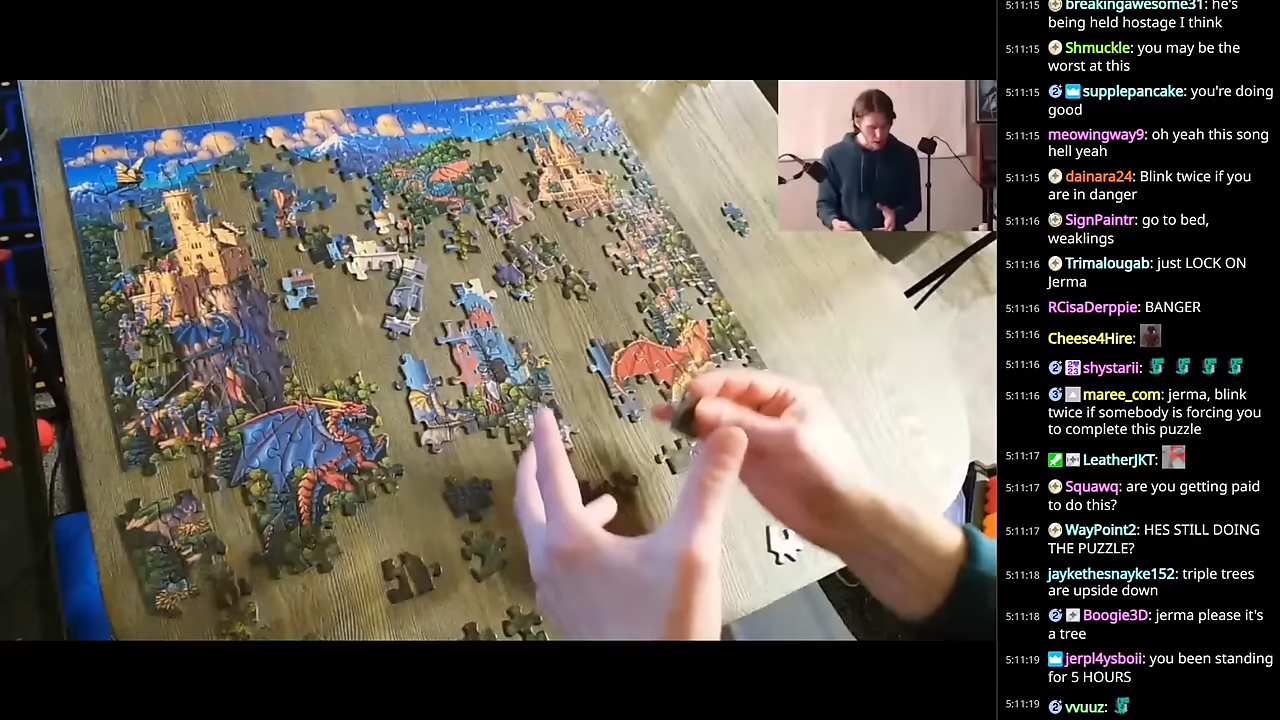 5:11:15 breakingawesome31: he's
being held hostage I think
5:11:15 Shmuckle: you may be the
worst at this
5:11:15 supplepancake: you're doing
good
5:11:15 meowingway9: oh yeah this song
hell yeah
5:11:15 dainara24: Blink twice if you
are in danger
5:11:16 SignPaintr: go to bed,
weaklings
5:11:16 Trimalougab: just LOCK ON
Jerma
5:11:16 RCisaDerppie: BANGER
5:11:16 Cheese4Hire:
5:11:16 shystarii:
5:11:16 maree_com: jerma, blink
twice if somebody is forcing you
to complete this puzzle
5:11:17 LeatherJKT:
5:11:17 Squawq: are you getting paid
to do this?
5:11:17 WayPoint2: HES STILL DOING
THE PUZZLE?
5:11:18 jaykethesnayke152: triple trees
are upside down
5:11:18 Boogie3D: jerma please it's
a tree
5:11:19 jerpl4ysboii: you been standing
for 5 HOURS
5:11:19 vvuuz: